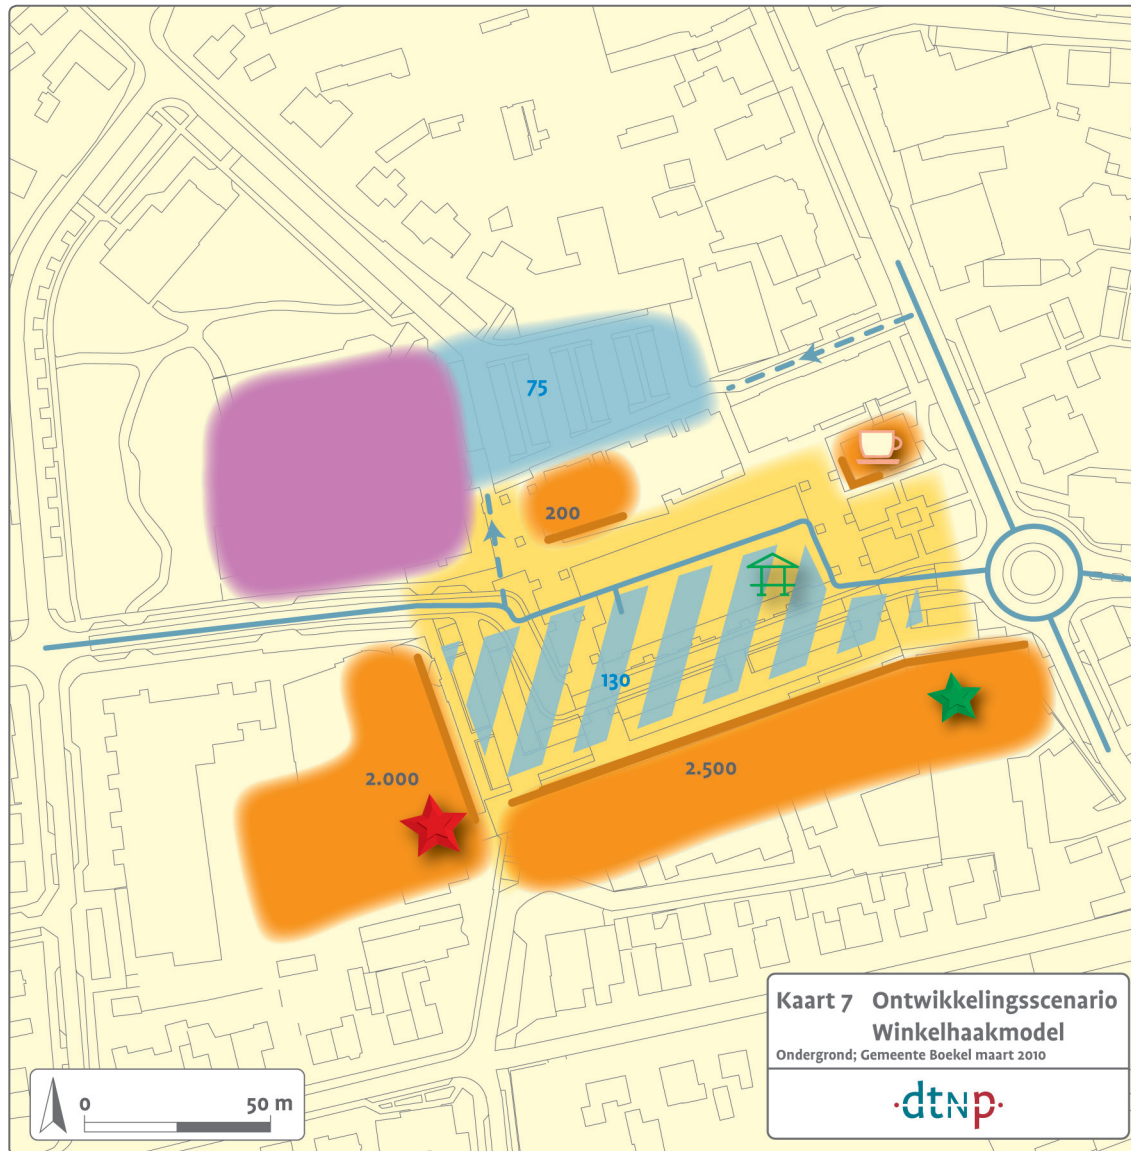 75
200
130
2.500
2.000
Kaart 7 Ontwikkelingsscenario
Winkelhaakmodel
Ondergrond; Gemeente Boekel maart 2010
0 50 m
·dtnp·